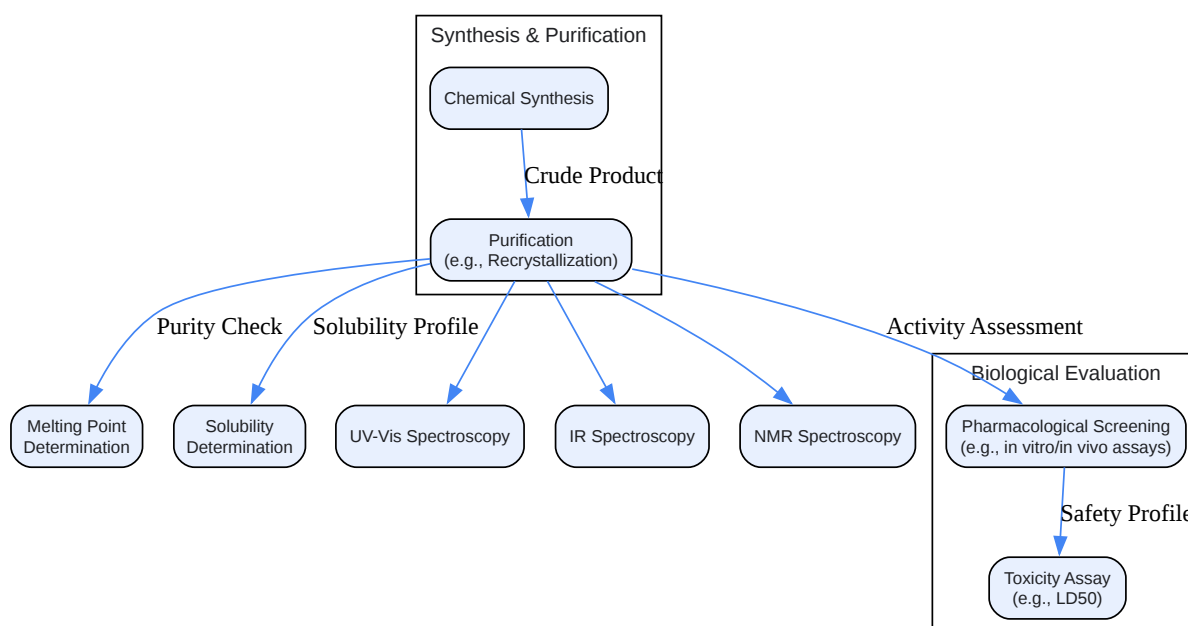 Synthesis & Purification
Chemical Synthesis
Crude Product
Purification
(e.g., Recrystallization)
Purity Check
Solubility Profile
Activity Assessment
Biological Evaluation
Melting Point
Determination
Solubility
Determination
UV-Vis Spectroscopy
IR Spectroscopy
NMR Spectroscopy
Pharmacological Screening
(e.g., in vitro/in vivo assays)
Safety Profile
Toxicity Assay
(e.g., LD50)